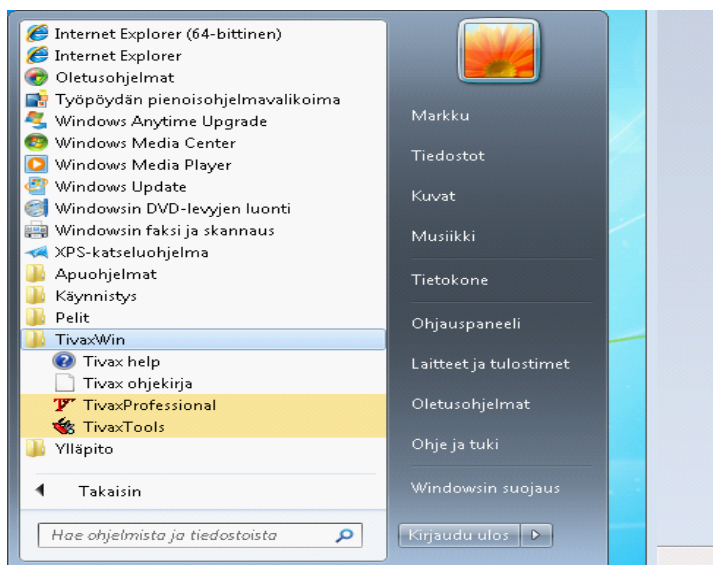 Internet Explorer (64-bittinen)
Internet Explorer
Oletusohjelmat
Työpöydän pienoisohjelmavalikoima
Windows Anytime Upgrade
Windows Media Center
Windows Media Player
Windows Update
Windowsin DVD-levyjen luonti
Windowsin faksi ja skannaus
XPS-katseluohjelma
Apuohjelmat
Käynnistys
Pelit
TivaxWin
Tivax help
Tivax ohjekirja
TivaxProfessional
TivaxTools
Ylläpito
Takaisin
Hae ohjelmista ja tiedostoista
Markku
Tiedostot
Kuvat
Musiikki
Tietokone
Ohjauspaneeli
Laitteet ja tulostimet
Oletusohjelmat
Ohje ja tuki
Windowsin suojaus
Kirjaudu ulos